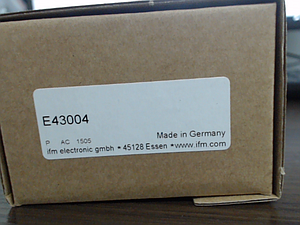 E43004
P AC 1505
Made in Germany
ifm electronic gmbh • 45128 Essen • www.ifm.com